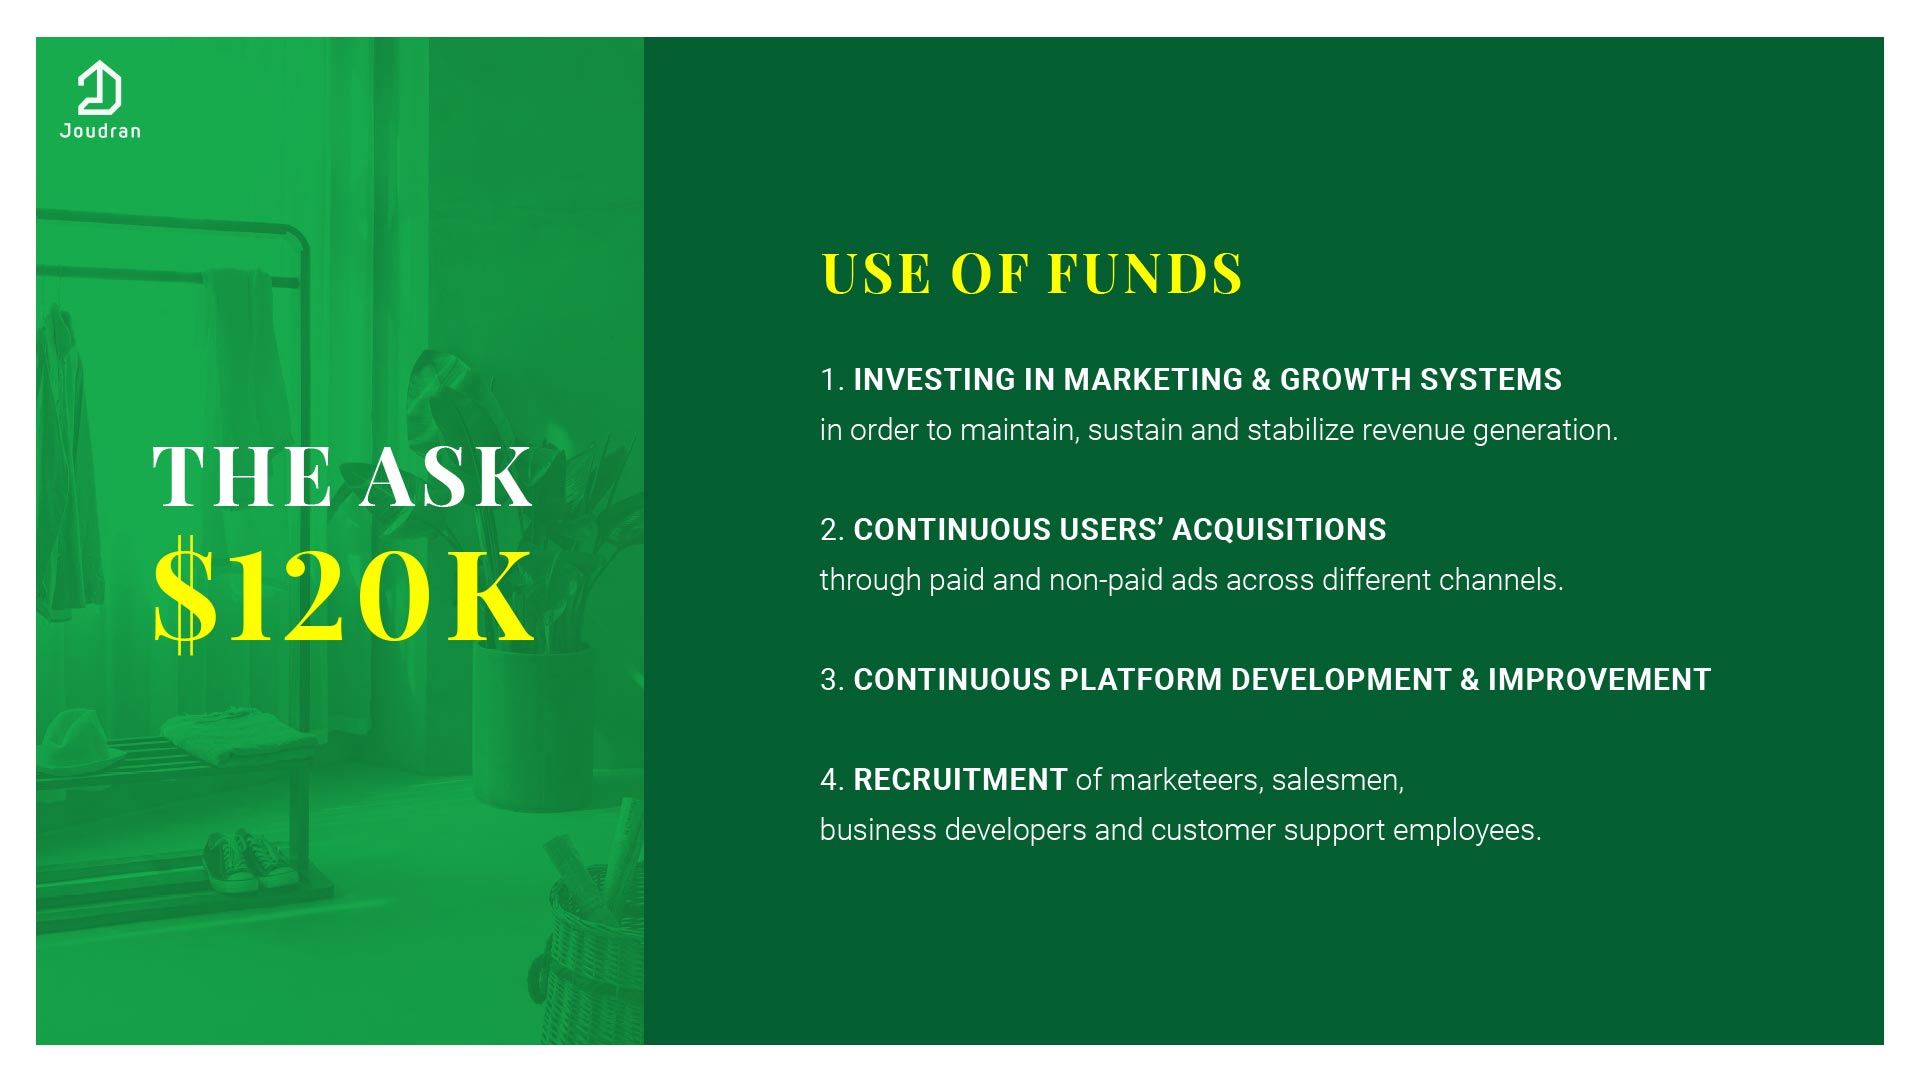 Joudran
THE ASK
$120K
USE OF FUNDS
1. INVESTING IN MARKETING & GROWTH SYSTEMS
in order to maintain, sustain and stabilize revenue generation.
2. CONTINUOUS USERS’ ACQUISITIONS
through paid and non-paid ads across different channels.
3. CONTINUOUS PLATFORM DEVELOPMENT & IMPROVEMENT
4. RECRUITMENT of marketeers, salesmen,
business developers and customer support employees.